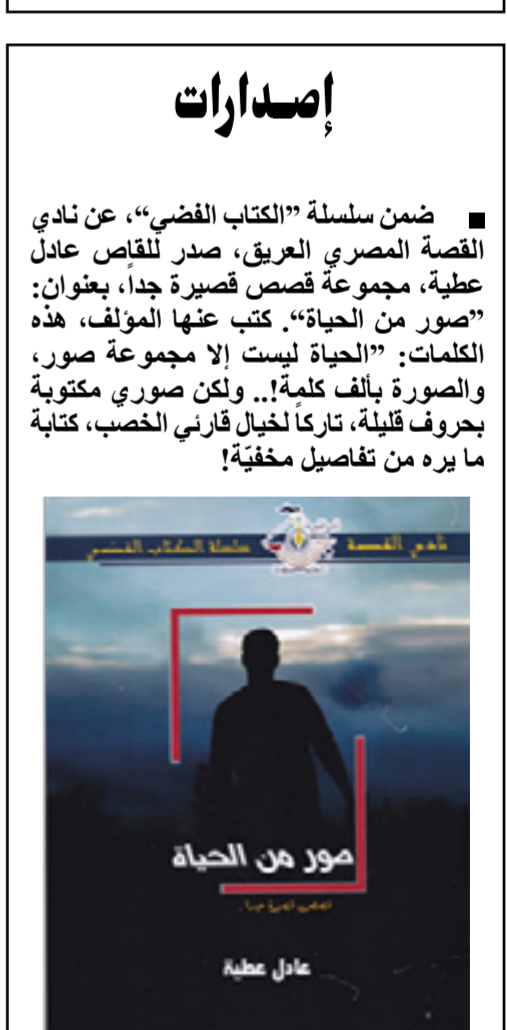 إصدارات
■ ضمن سلسلة ”الكتاب الفضي“، عن نادي
القصة المصري العريق، صدر للقاص عادل
عطية، مجموعة قصص قصيرة جداً، بعنوان:
”صور من الحياة“. كتب عنها المؤلف، هذه
الكلمات: ”الحياة ليست إلا مجموعة صور،
والصورة بألف كلمة!.. ولكن صوري مكتوبة
بحروف قليلة، تاركاً لخيال قارئي الخصب، كتابة
ما يره من تفاصيل مخفيّة!
نادي القصة سلسلة الكتاب الفضي
صور من الحياة
قصص قصيرة جدا
عادل عطية